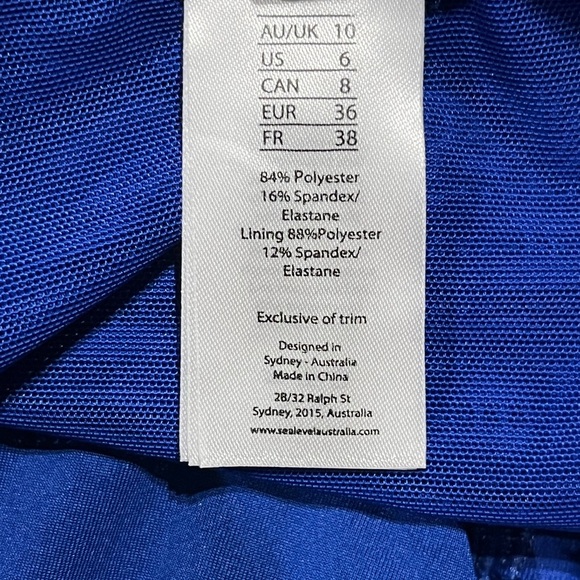 AU/UK 10
US 6
CAN 8
EUR 36
FR 38
84% Polyester
16% Spandex/
Elastane
Lining 88%Polyester
12% Spandex/
Elastane
Exclusive of trim
Designed in
Sydney - Australia
Made in China
2B/32 Ralph St
Sydney, 2015, Australia
www.sealevelaustralia.com